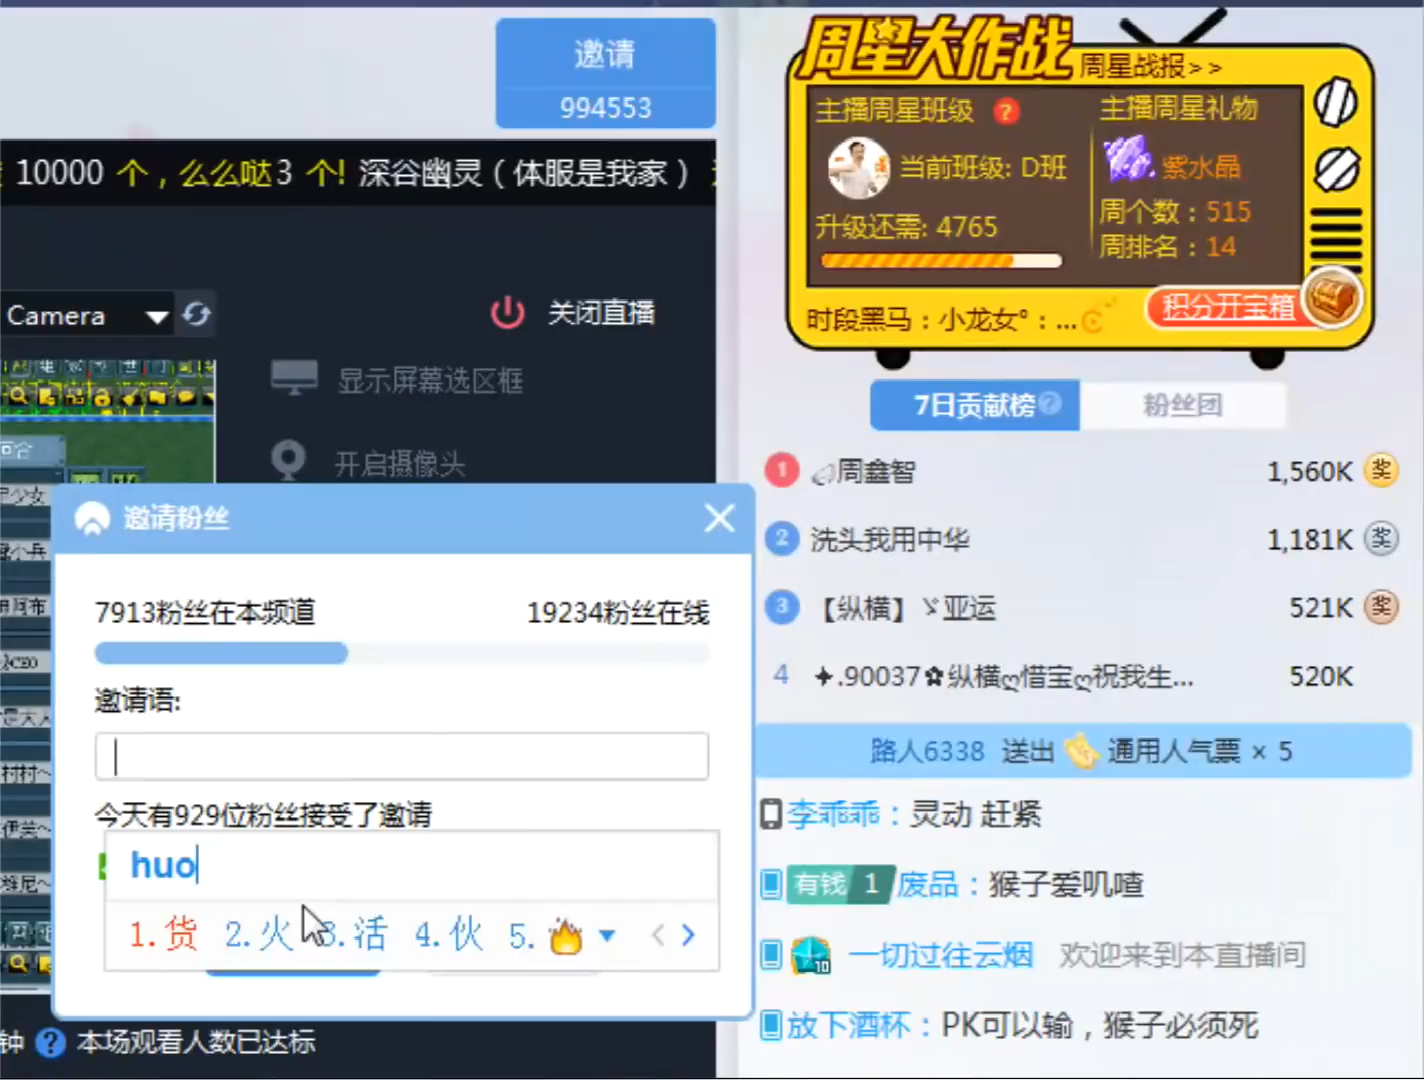 邀请
994553
10000 个，么么哒3 个! 深谷幽灵（体服是我家）
Camera
关闭直播
显示屏幕选区框
开启摄像头
邀请粉丝
7913粉丝在本频道
19234粉丝在线
邀请语:
今天有929位粉丝接受了邀请
huo
1.货 2.火 3.活 4.伙 5.
钟 ? 本场观看人数已达标
周星大作战
周星战报>>
主播周星班级 ?
当前班级: D班
升级还需: 4765
主播周星礼物
紫水晶
周个数：515
周排名：14
时段黑马：小龙女°：...
积分开宝箱
7日贡献榜?
粉丝团
1 周鑫智 1,560K 奖
2 洗头我用中华 1,181K 奖
3 【纵横】ゞ亚运 521K 奖
4 ✦.90037✿纵横ღ惜宝ღ祝我生... 520K
路人6338 送出 通用人气票 × 5
李乖乖：灵动 赶紧
有钱 1 废品：猴子爱叽喳
10 一切过往云烟 欢迎来到本直播间
放下酒杯：PK可以输，猴子必须死